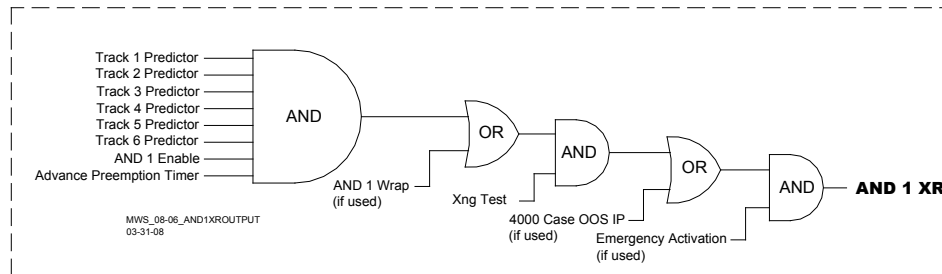 Track 1 Predictor
Track 2 Predictor
Track 3 Predictor
Track 4 Predictor
Track 5 Predictor
Track 6 Predictor
AND 1 Enable
Advance Preemption Timer
AND
OR
AND 1 Wrap
(if used)
AND
Xng Test
OR
4000 Case OOS IP
(if used)
AND
Emergency Activation
(if used)
AND 1 XR
MWS_08-06_AND1XROUTPUT
03-31-08